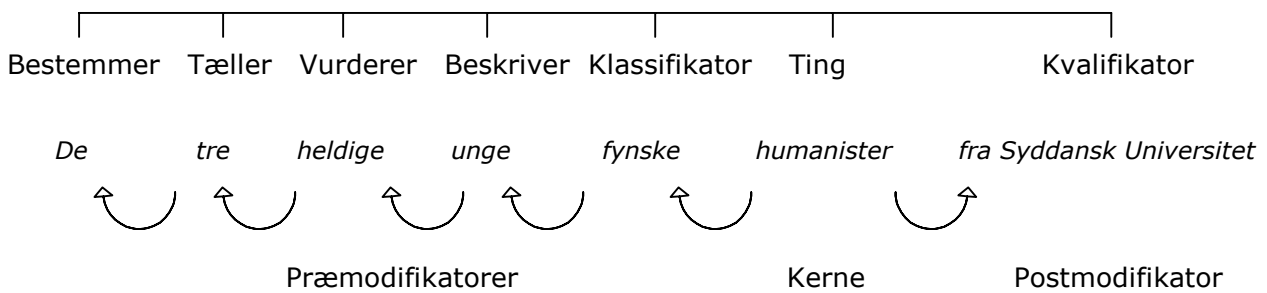 Bestemmer Tæller Vurderer Beskriver Klassifikator Ting Kvalifikator
De tre heldige unge fynske humanister fra Syddansk Universitet
Præmodifikatorer Kerne Postmodifikator